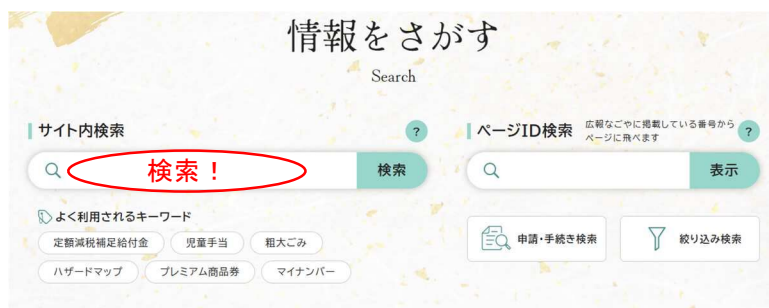 情報をさがす
Search
サイト内検索
?
検索！
検索
よく利用されるキーワード
定額減税補足給付金
児童手当
粗大ごみ
ハザードマップ
プレミアム商品券
マイナンバー
ページID検索
広報なごやに掲載している番号から
ページに飛べます
?
表示
申請・手続き検索
絞り込み検索